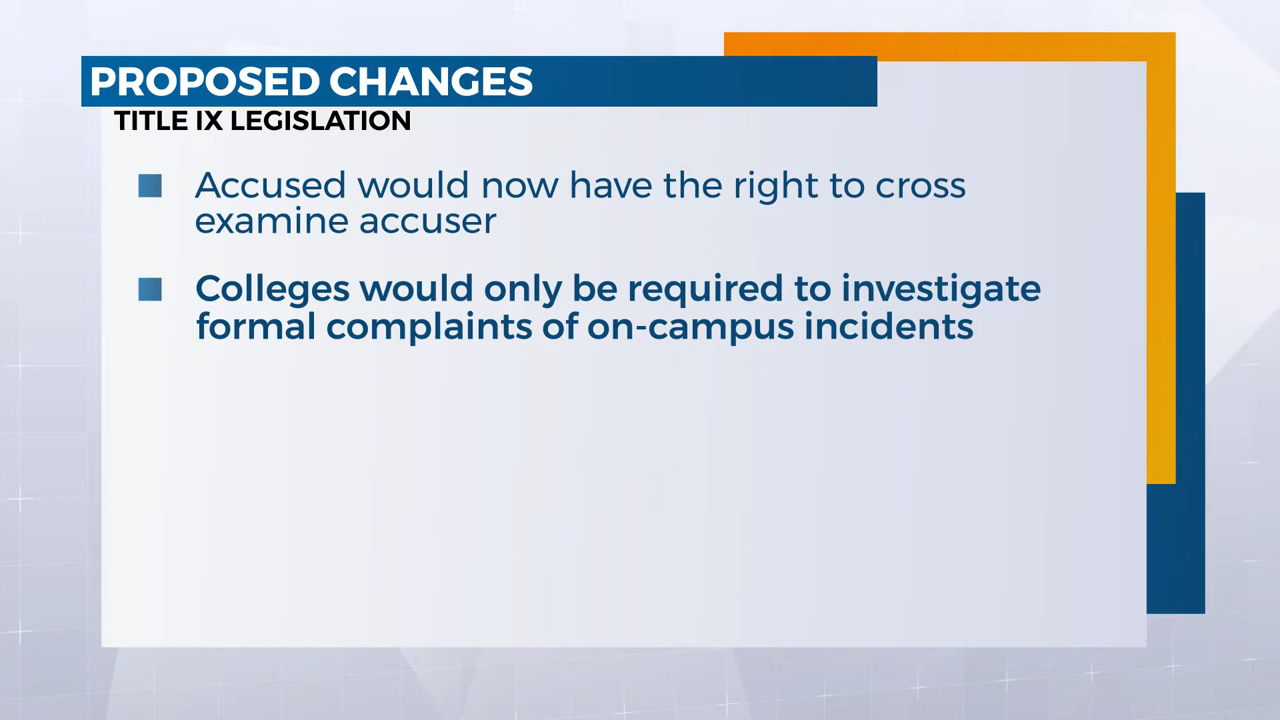 PROPOSED CHANGES
TITLE IX LEGISLATION
Accused would now have the right to cross
examine accuser
Colleges would only be required to investigate
formal complaints of on-campus incidents